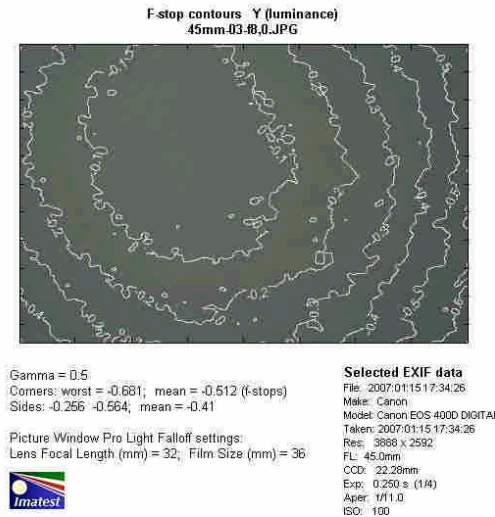 F-stop contours Y (luminance)
45mm-03-f8,0.JPG
Gamma = 0.5
Corners: worst = -0.681; mean = -0.512 (f-stops)
Sides: -0.256 -0.564; mean = -0.41
Picture Window Pro Light Falloff settings:
Lens Focal Length (mm) = 32; Film Size (mm) = 36
Imatest
Selected EXIF data
File: 2007:01:15 17:34:26
Make: Canon
Model: Canon EOS 400D DIGITAL
Taken: 2007:01:15 17:34:26
Res: 3888 x 2592
FL: 45.0mm
CCD: 22.28mm
Exp: 0.250 s (1/4)
Aper: f/11.0
ISO: 100